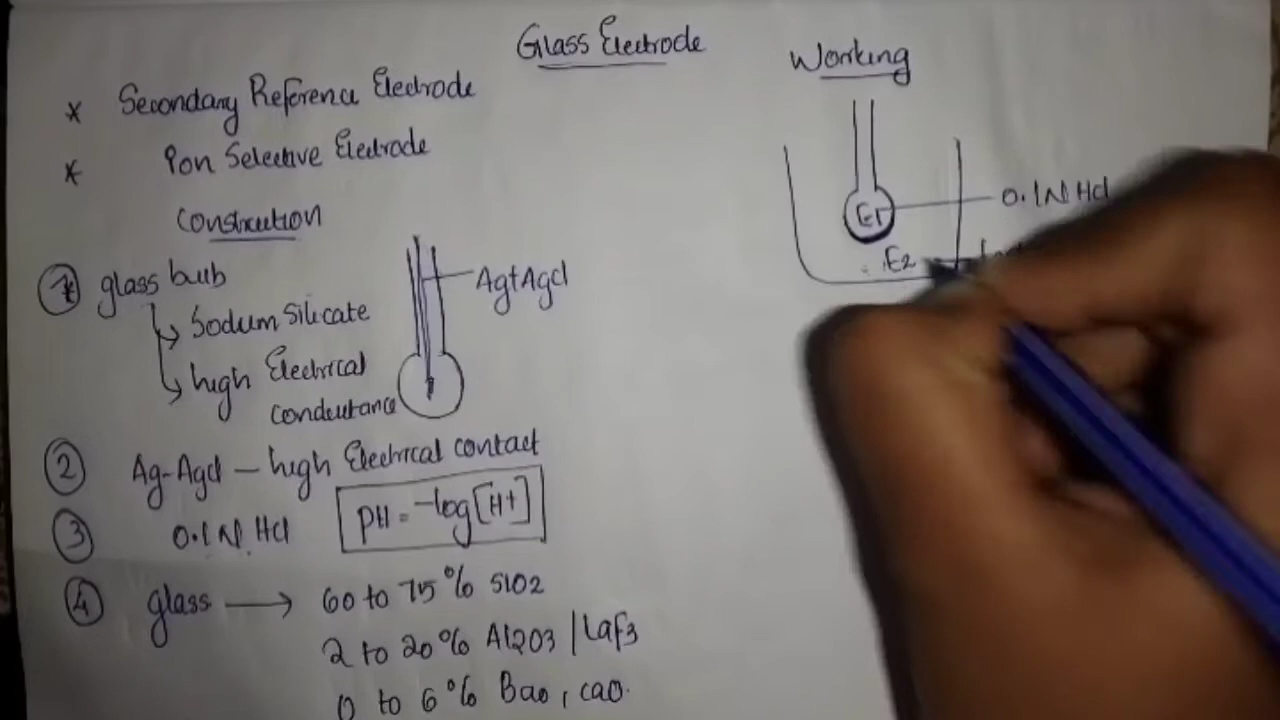 Glass Electrode
* Secondary Reference Electrode
* Ion Selective Electrode
Construction
1 glass bulb
Sodium Silicate
high Electrical
conductance
Ag+Agcl
2 Ag-Agcl - high Electrical contact
3 0.1 N Hcl
pH = -log[H+]
4 glass → 60 to 75% SiO2
2 to 20% Al2O3 / LaF3
0 to 6% Bao, cao.
Working
E1
0.1N Hcl
E2